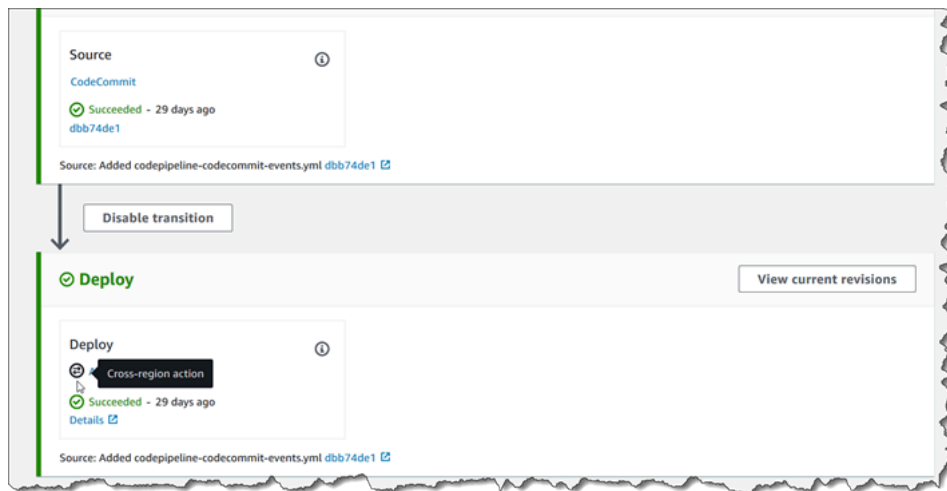 Source
CodeCommit
Succeeded - 29 days ago
dbb74de1
Source: Added codepipeline-codecommit-events.yml dbb74de1
Disable transition
Deploy
View current revisions
Deploy
Cross-region action
Succeeded - 29 days ago
Details
Source: Added codepipeline-codecommit-events.yml dbb74de1